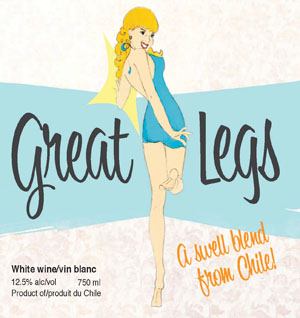 Great Legs
A swell blend
from Chile!
White wine/vin blanc
12.5% alc/vol 750 ml
Product of/produit du Chile